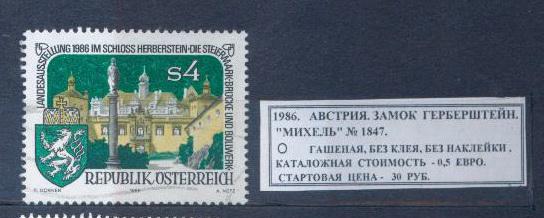 LANDESAUSSTELLUNG 1986 IM SCHLOSS HERBERSTEIN·DIE STEIERMARK·BRÜCKE UND BOLLWERK
S4
REPUBLIK ÖSTERREICH
1986
1986. АВСТРИЯ. ЗАМОК ГЕРБЕРШТЕЙН.
"МИХЕЛЬ" № 1847.
О ГАШЕНАЯ, БЕЗ КЛЕЯ, БЕЗ НАКЛЕЙКИ.
КАТАЛОЖНАЯ СТОИМОСТЬ - 0,5 ЕВРО.
СТАРТОВАЯ ЦЕНА - 30 РУБ.